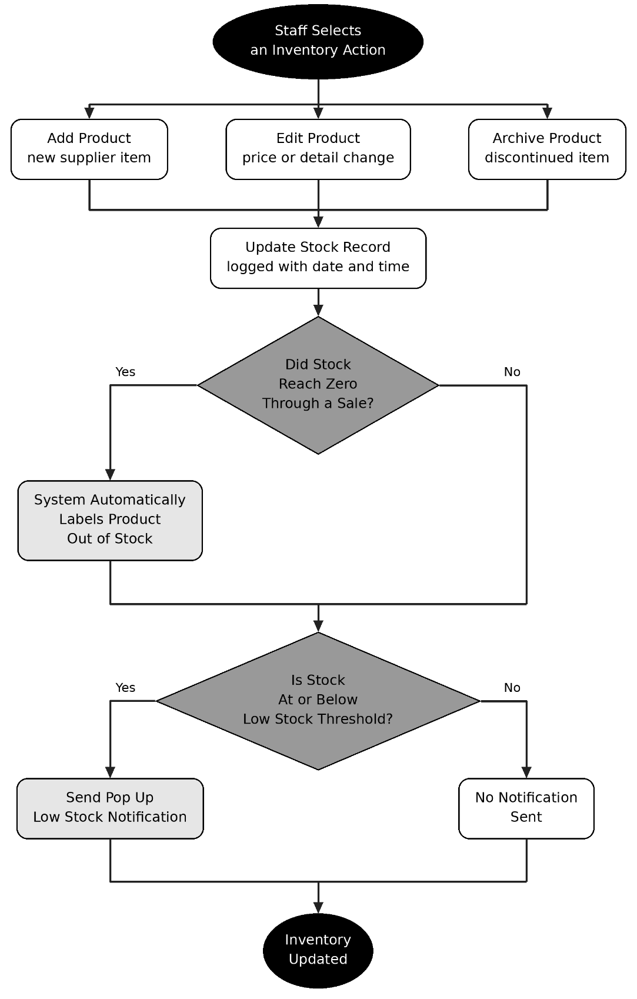 Staff Selects
an Inventory Action
Add Product
new supplier item
Edit Product
price or detail change
Archive Product
discontinued item
Update Stock Record
logged with date and time
Did Stock
Reach Zero
Through a Sale?
Yes
No
System Automatically
Labels Product
Out of Stock
Is Stock
At or Below
Low Stock Threshold?
Yes
No
Send Pop Up
Low Stock Notification
No Notification
Sent
Inventory
Updated